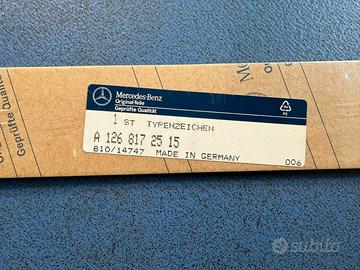 Mercedes-Benz
Original-Teile
Geprüfte Qualität
PE
1 ST TYPENZEICHEN
A 126 817 25 15
810/14747 MADE IN GERMANY
006
Geprüfte Qualität
subito